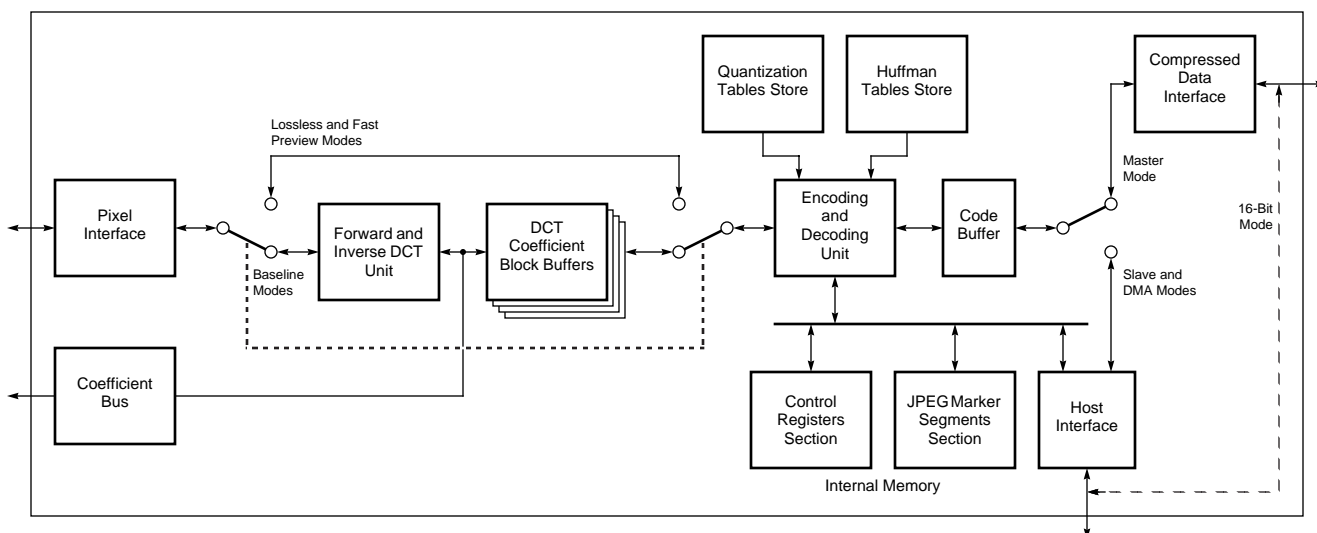 Quantization
Tables Store
Huffman
Tables Store
Compressed
Data
Interface
Lossless and Fast
Preview Modes
Master
Mode
Pixel
Interface
Baseline
Modes
Forward and
Inverse DCT
Unit
DCT
Coefficient
Block Buffers
Encoding
and
Decoding
Unit
Code
Buffer
16-Bit
Mode
Slave and
DMA Modes
Coefficient
Bus
Control
Registers
Section
JPEG Marker
Segments
Section
Host
Interface
Internal Memory